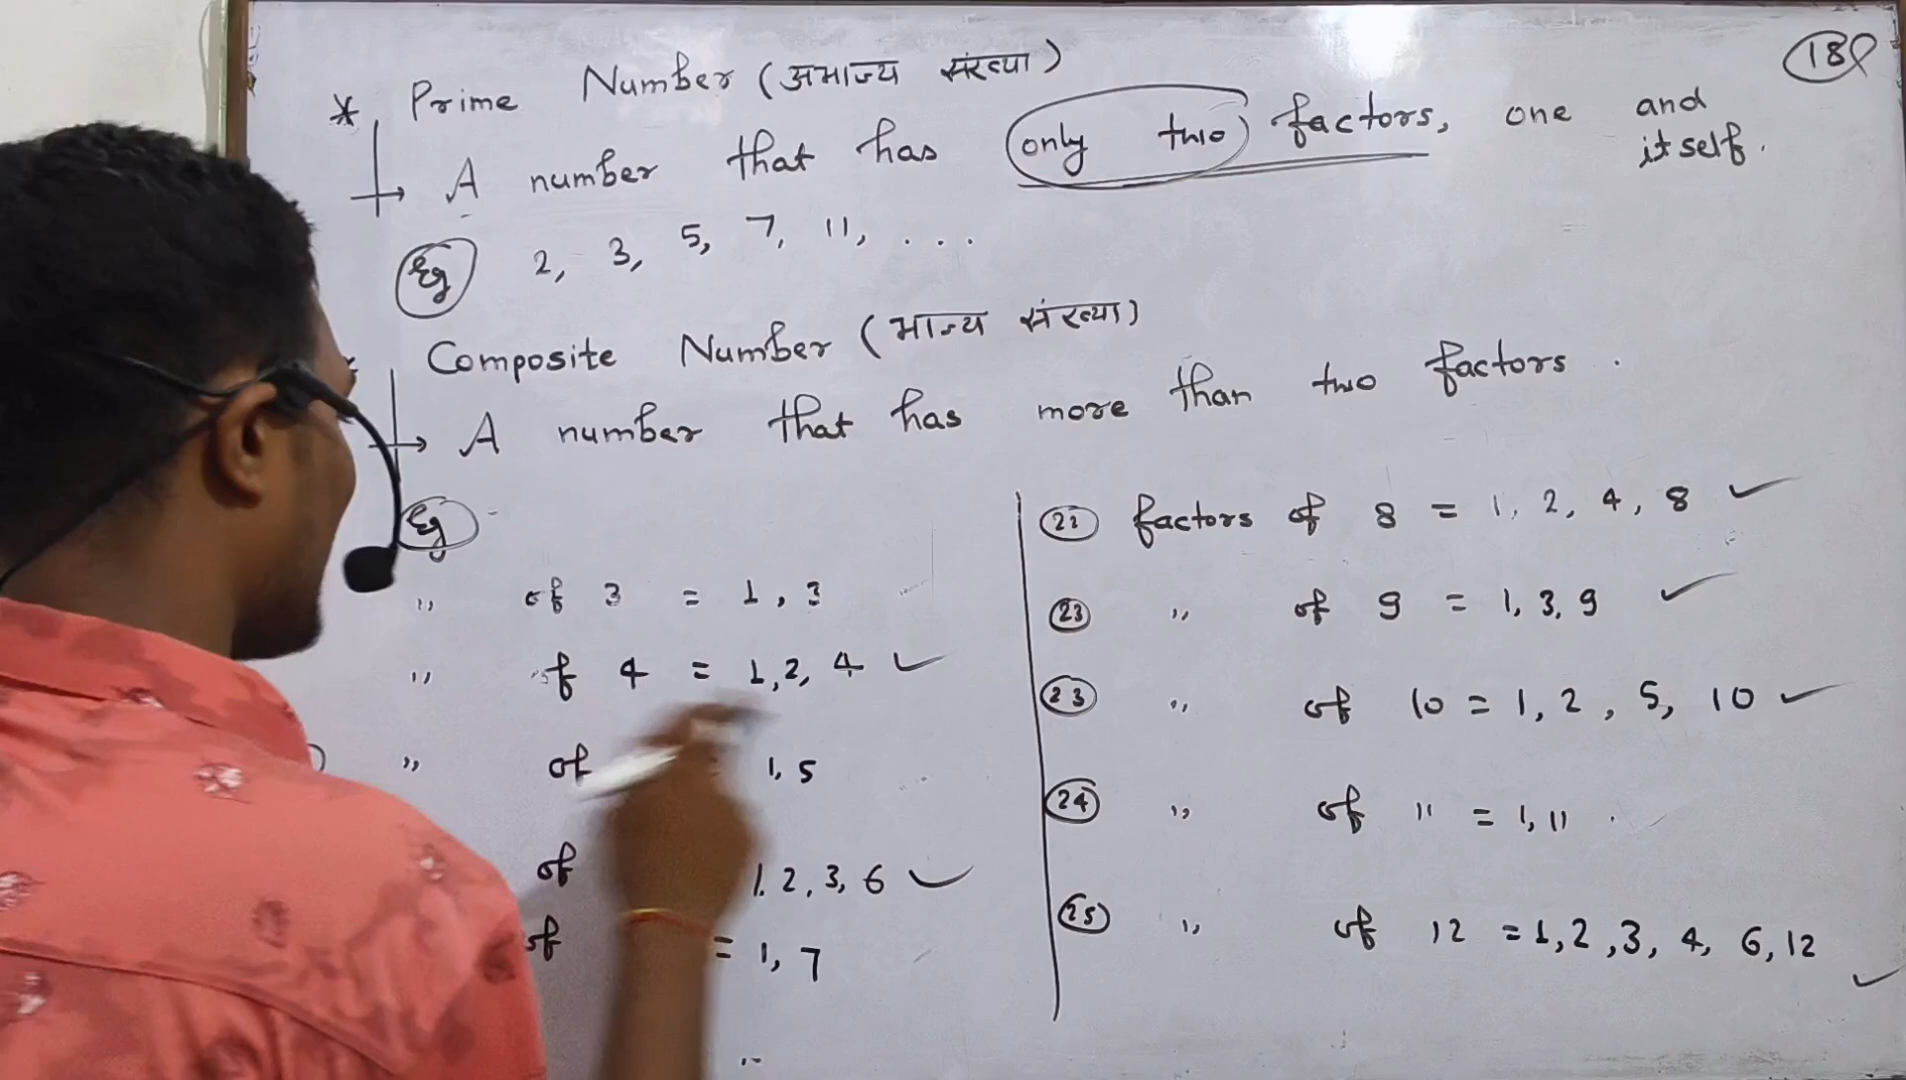 18
* Prime Number (अभाज्य संख्या)
A number that has only two factors, one and itself.
Eg 2, 3, 5, 7, 11, ...
Composite Number (भाज्य संख्या)
A number that has more than two factors.
Eg
,, of 3 = 1, 3
,, of 4 = 1, 2, 4 ✓
,, of 1, 5
of 1, 2, 3, 6 ✓
of = 1, 7
22 factors of 8 = 1, 2, 4, 8 ✓
23 ,, of 9 = 1, 3, 9 ✓
23 ,, of 10 = 1, 2, 5, 10 ✓
24 ,, of 11 = 1, 11.
25 ,, of 12 = 1, 2, 3, 4, 6, 12 ✓